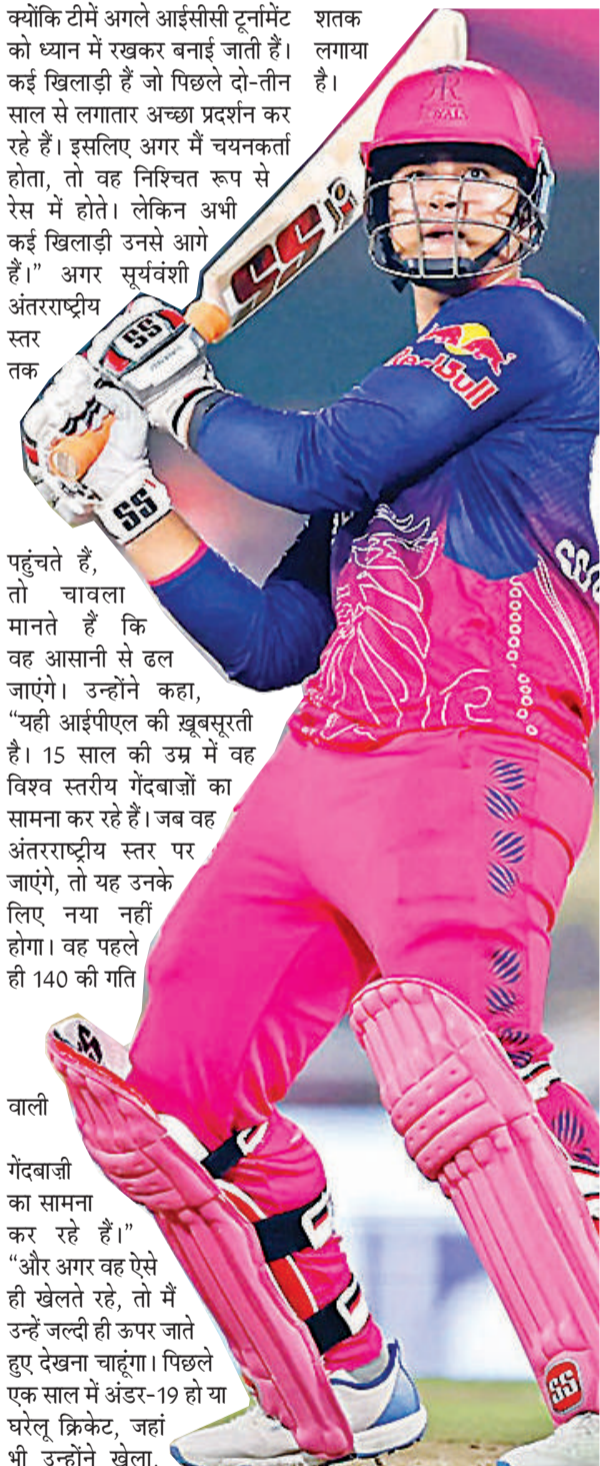 क्योंकि टीमें अगले आईसीसी टूर्नामेंट
को ध्यान में रखकर बनाई जाती हैं।
कई खिलाड़ी हैं जो पिछले दो-तीन
साल से लगातार अच्छा प्रदर्शन कर
रहे हैं। इसलिए अगर मैं चयनकर्ता
होता, तो वह निश्चित रूप से
रेस में होते। लेकिन अभी
कई खिलाड़ी उनसे आगे
हैं।” अगर सूर्यवंशी
अंतरराष्ट्रीय
स्तर
तक
पहुंचते हैं,
तो चावला
मानते हैं कि
वह आसानी से ढल
जाएंगे। उन्होंने कहा,
“यही आईपीएल की ख़ूबसूरती
है। 15 साल की उम्र में वह
विश्व स्तरीय गेंदबाजों का
सामना कर रहे हैं। जब वह
अंतरराष्ट्रीय स्तर पर
जाएंगे, तो यह उनके
लिए नया नहीं
होगा। वह पहले
ही 140 की गति
वाली
गेंदबाजी
का सामना
कर रहे हैं।”
“और अगर वह ऐसे
ही खेलते रहे, तो मैं
उन्हें जल्दी ही ऊपर जाते
हुए देखना चाहूंगा। पिछले
एक साल में अंडर-19 हो या
घरेलू क्रिकेट, जहां
भी उन्होंने खेला,
शतक
लगाया
है।
SS
SS
SS
RedBull
SS